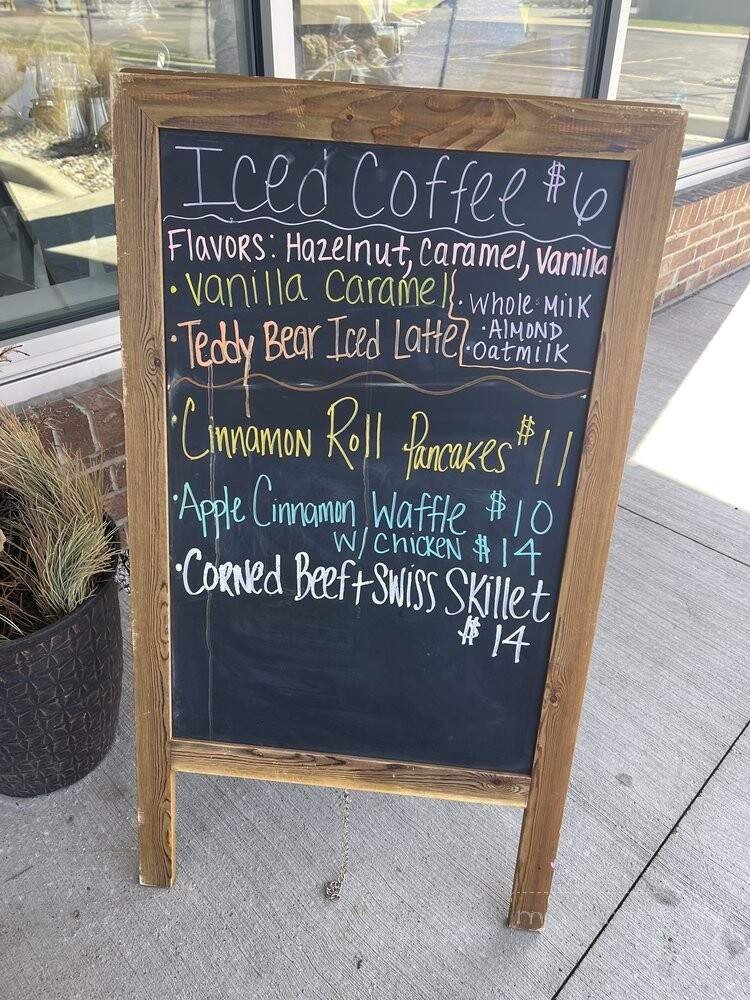 Iced Coffee $6
Flavors: Hazelnut, Caramel, Vanilla
• Vanilla Caramel
• Teddy Bear Iced Latte
• Whole Milk
• Almond
• Oatmilk
• Cinnamon Roll Pancakes $11
• Apple Cinnamon Waffle $10
w/ Chicken $14
• Corned Beef + Swiss Skillet
$14